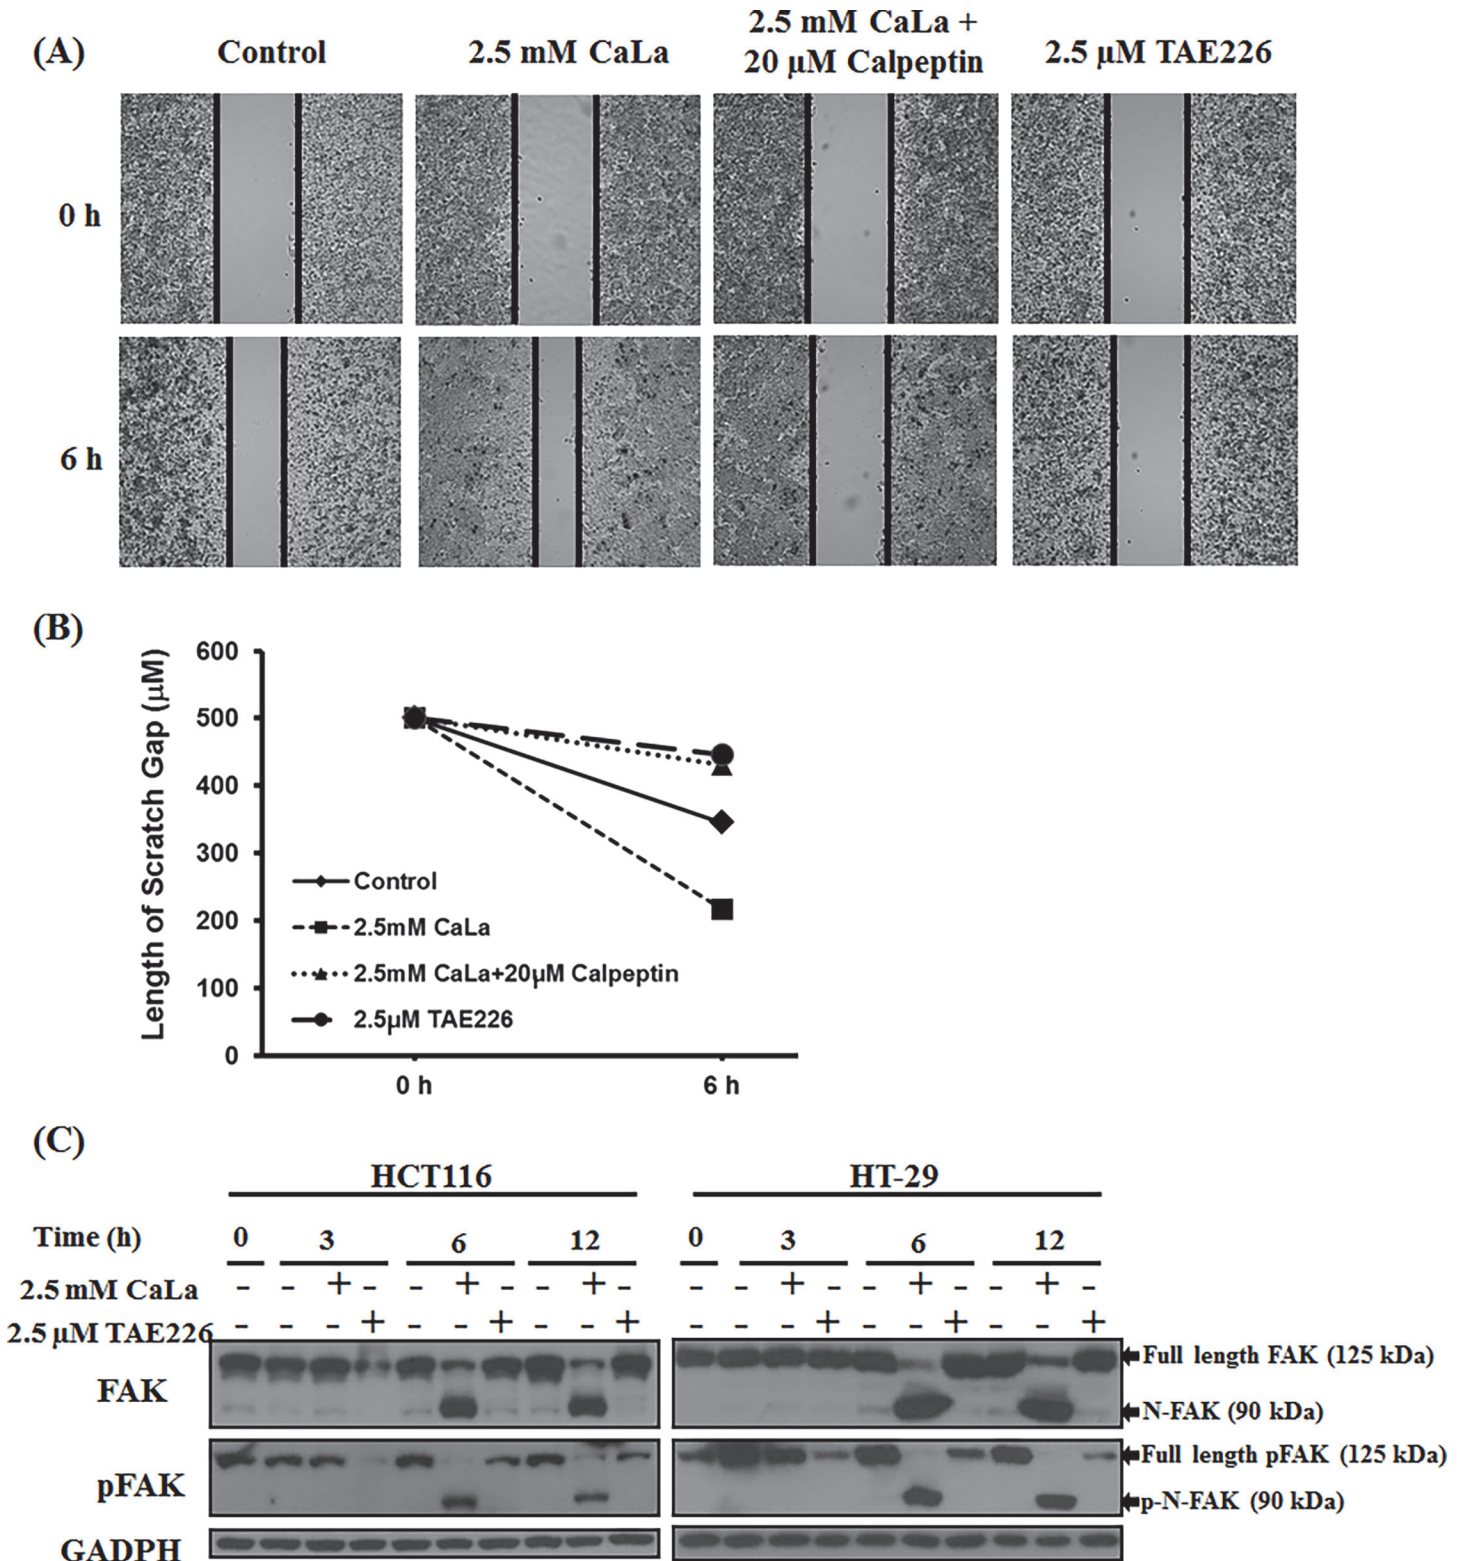 (A)
Control
2.5 mM CaLa
2.5 mM CaLa +
20 µM Calpeptin
2.5 µM TAE226
0 h
6 h
(B)
Length of Scratch Gap (µM)
600
500
400
300
200
100
0
Control
2.5mM CaLa
2.5mM CaLa+20µM Calpeptin
2.5µM TAE226
0 h
6 h
(C)
HCT116
HT-29
Time (h) 0 3 6 12 0 3 6 12
2.5 mM CaLa - - + - - + - - + - - - + - - + - - + -
2.5 µM TAE226 - - - + - - + - - + - - - + - - + - - +
FAK
Full length FAK (125 kDa)
N-FAK (90 kDa)
pFAK
Full length pFAK (125 kDa)
p-N-FAK (90 kDa)
GADPH